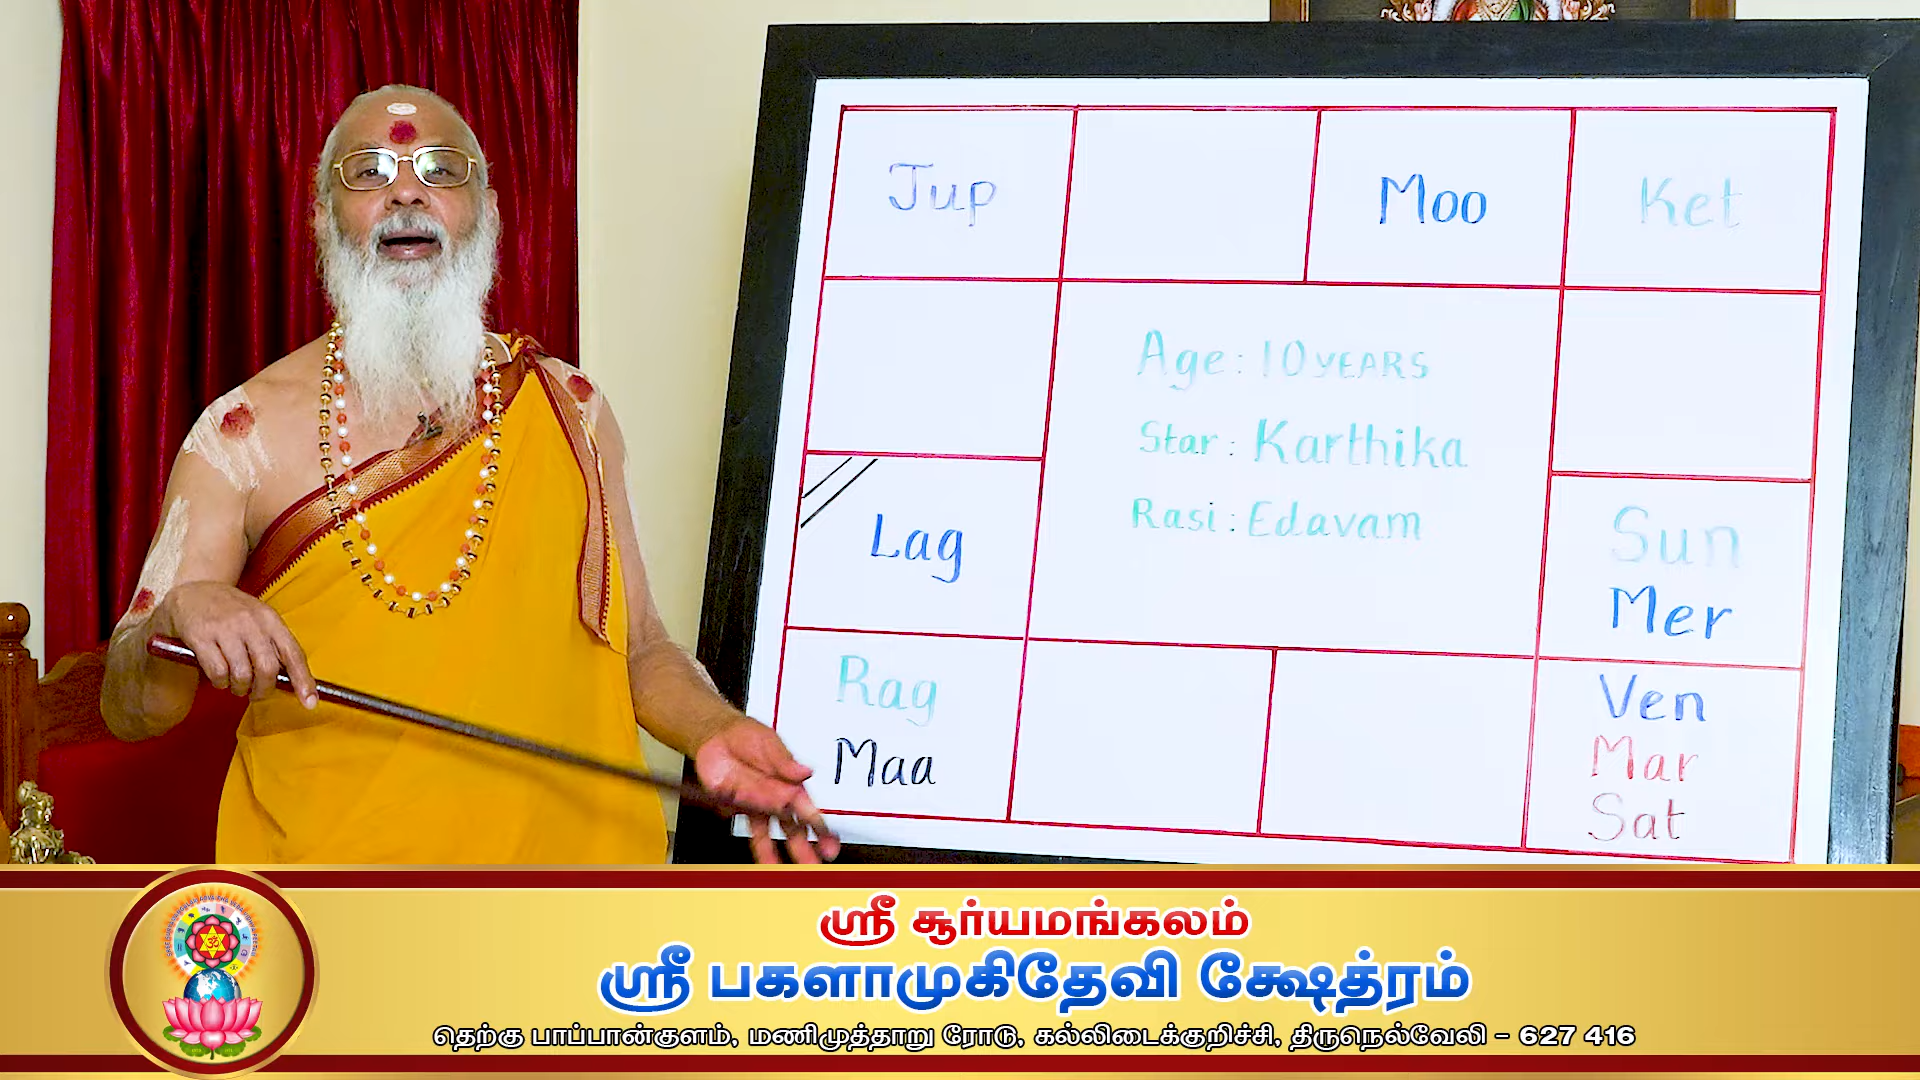 Jup
Moo
Ket
Age: 10 YEARS
Star: Karthika
Rasi: Edavam
Lag
Sun
Mer
Rag
Maa
Ven
Mar
Sat
ஸ்ரீ சூர்யமங்கலம்
ஸ்ரீ பகளாமுகிதேவி க்ஷேத்ரம்
தெற்கு பாப்பான்குளம், மணிமுத்தாறு ரோடு, கல்லிடைக்குறிச்சி, திருநெல்வேலி - 627 416